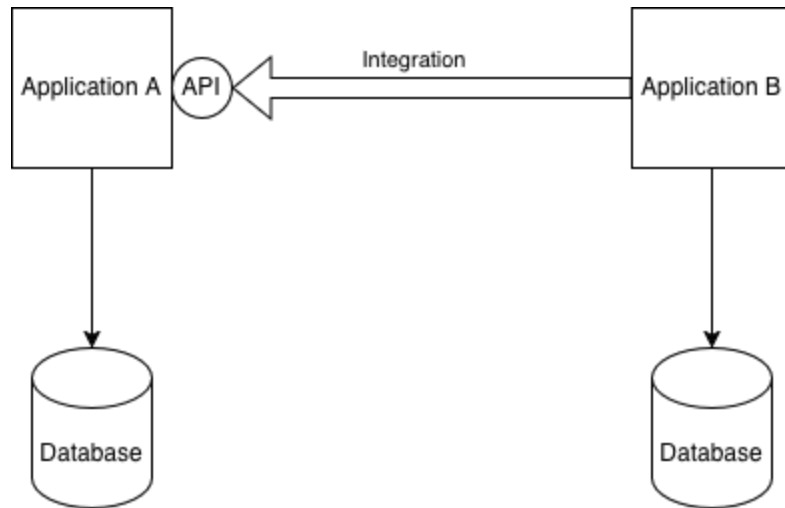 Integration
Application A
API
Application B
Database
Database